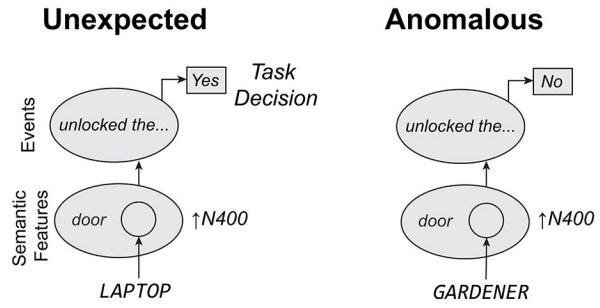 Unexpected
Anomalous
Yes
Task
Decision
No
Events
unlocked the...
unlocked the...
Semantic
Features
door
↑N400
door
↑N400
LAPTOP
GARDENER